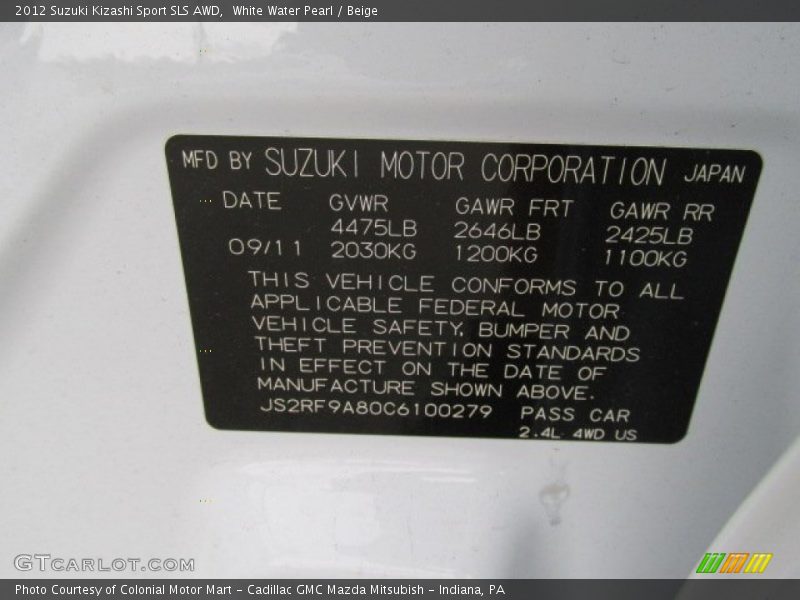 2012 Suzuki Kizashi Sport SLS AWD, White Water Pearl / Beige
MFD BY SUZUKI MOTOR CORPORATION JAPAN
DATE GVWR GAWR FRT GAWR RR
4475LB 2646LB 2425LB
09/11 2030KG 1200KG 1100KG
THIS VEHICLE CONFORMS TO ALL
APPLICABLE FEDERAL MOTOR
VEHICLE SAFETY, BUMPER AND
THEFT PREVENTION STANDARDS
IN EFFECT ON THE DATE OF
MANUFACTURE SHOWN ABOVE.
JS2RF9A80C6100279 PASS CAR
2.4L 4WD US
GTCARLOT.COM
Photo Courtesy of Colonial Motor Mart - Cadillac GMC Mazda Mitsubish - Indiana, PA